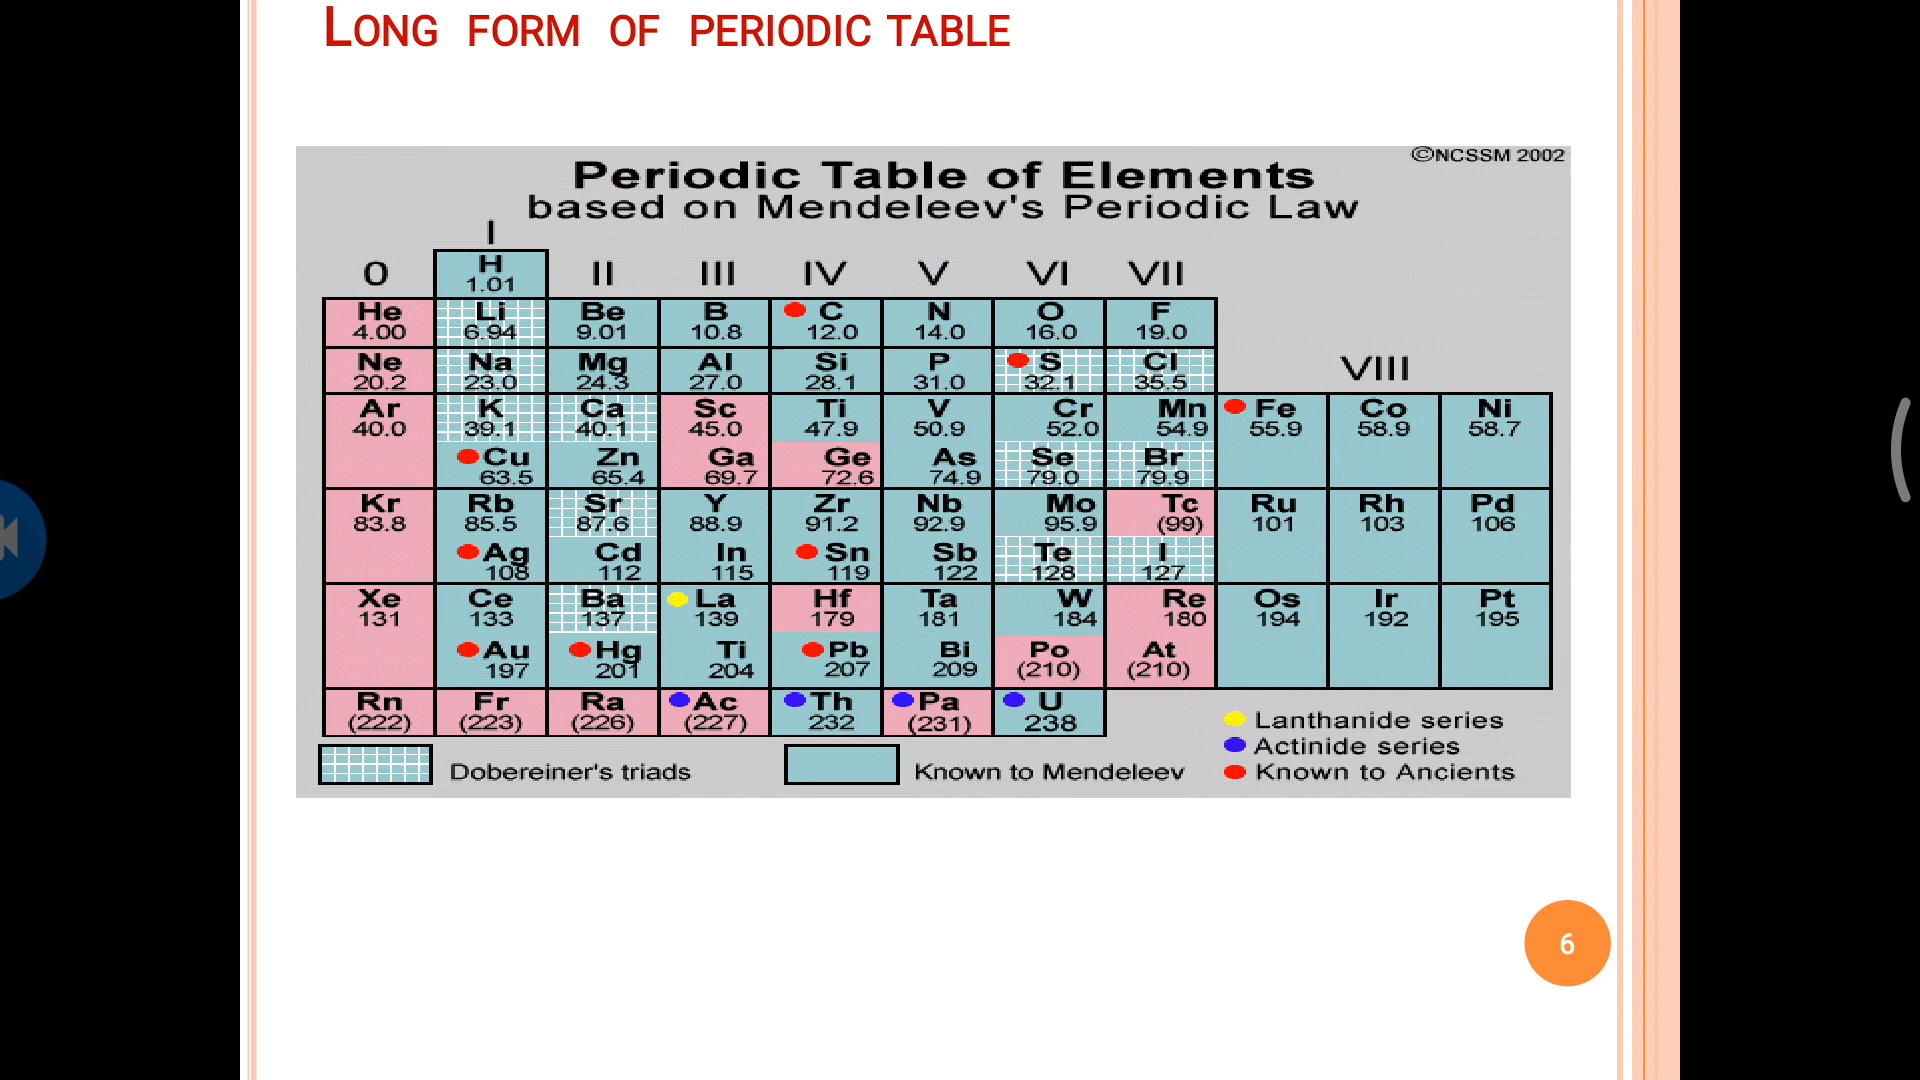 LONG FORM OF PERIODIC TABLE
©NCSSM 2002
Periodic Table of Elements
based on Mendeleev's Periodic Law
I
O H II III IV V VI VII
1.01
He Li Be B C N O F
4.00 6.94 9.01 10.8 12.0 14.0 16.0 19.0
Ne Na Mg Al Si P S Cl VIII
20.2 23.0 24.3 27.0 28.1 31.0 32.1 35.5
Ar K Ca Sc Ti V Cr Mn Fe Co Ni
40.0 39.1 40.1 45.0 47.9 50.9 52.0 54.9 55.9 58.9 58.7
Cu Zn Ga Ge As Se Br
63.5 65.4 69.7 72.6 74.9 79.0 79.9
Kr Rb Sr Y Zr Nb Mo Tc Ru Rh Pd
83.8 85.5 87.6 88.9 91.2 92.9 95.9 (99) 101 103 106
Ag Cd In Sn Sb Te I
108 112 115 119 122 128 127
Xe Ce Ba La Hf Ta W Re Os Ir Pt
131 133 137 139 179 181 184 180 194 192 195
Au Hg Ti Pb Bi Po At
197 201 204 207 209 (210) (210)
Rn Fr Ra Ac Th Pa U
(222) (223) (226) (227) 232 (231) 238
Lanthanide series
Actinide series
Dobereiner's triads Known to Mendeleev Known to Ancients
6